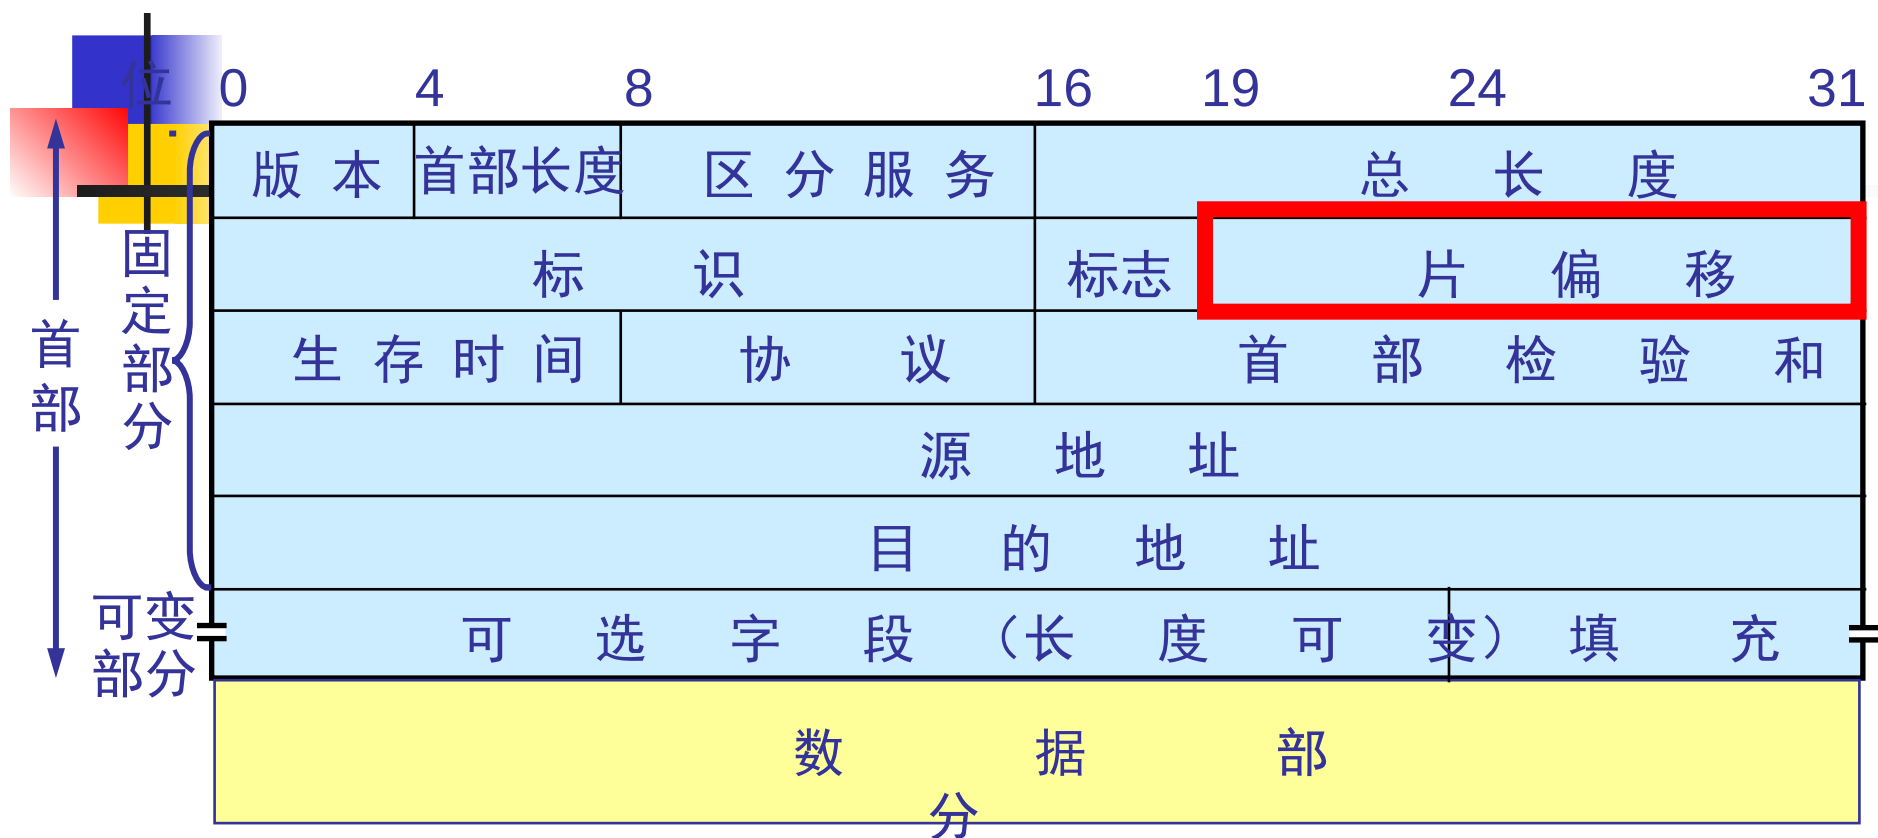 位 0 4 8 16 19 24 31
版本 首部长度 区分服务 总长度
标识 标志 片偏移
生存时间 协议 首部检验和
源地址
目的地址
可选字段（长度可变） 填充
数据部
分
首部
固定部分
可变
部分